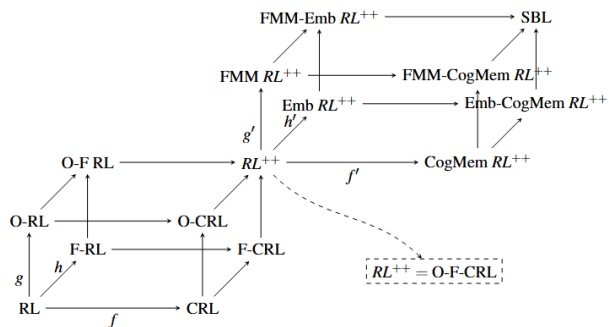 FMM-Emb RL⁺⁺ SBL
FMM RL⁺⁺ FMM-CogMem RL⁺⁺
Emb RL⁺⁺ Emb-CogMem RL⁺⁺
g′ h′
O-F RL RL⁺⁺ CogMem RL⁺⁺
f′
O-RL O-CRL
F-RL F-CRL
g h
RL⁺⁺ = O-F-CRL
RL CRL
f